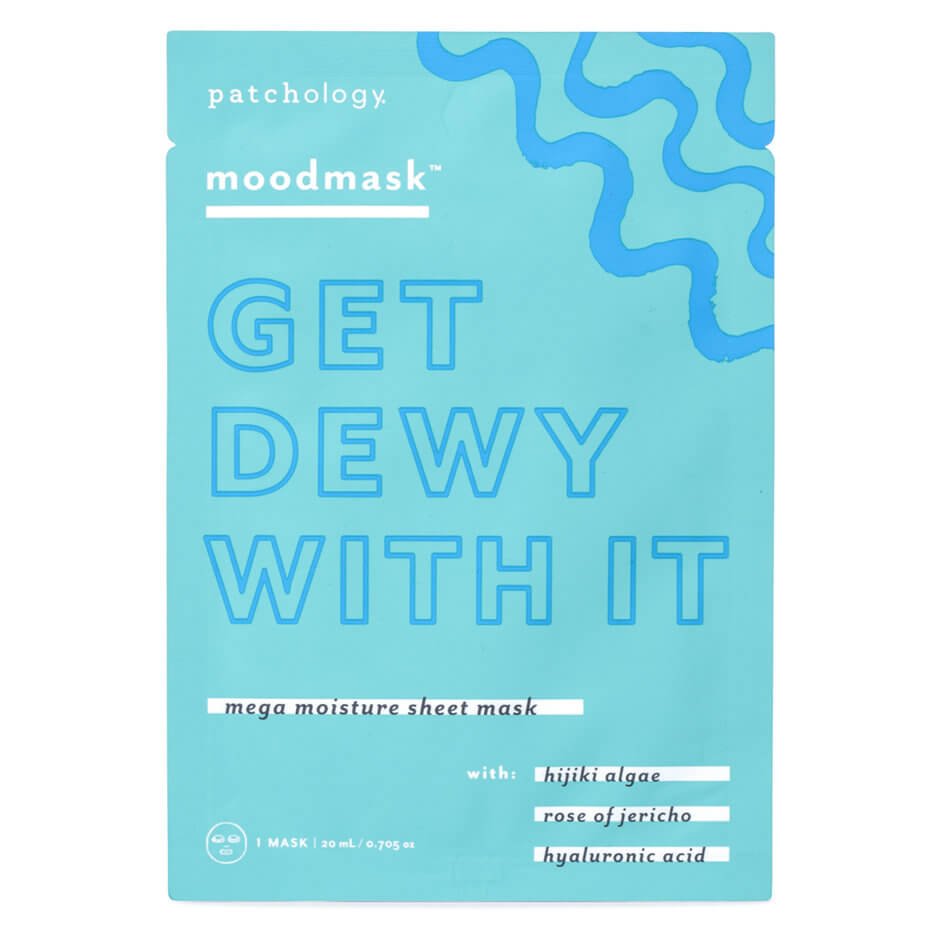 patchology.
moodmask™
GET
DEWY
WITH IT
mega moisture sheet mask
with: hijiki algae
rose of jericho
hyaluronic acid
1 MASK | 20 mL / 0.705 oz